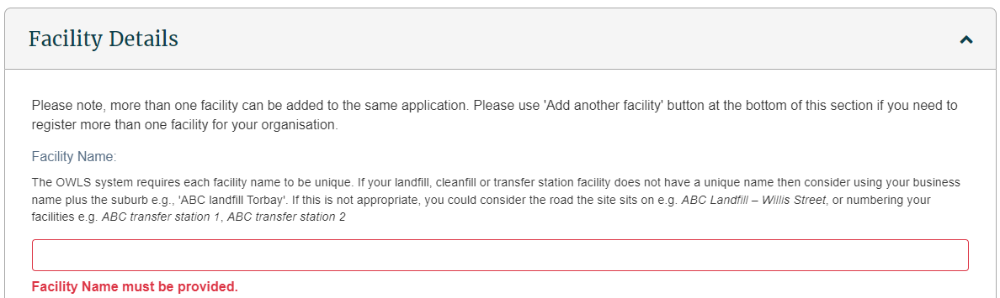 Facility Details
Please note, more than one facility can be added to the same application. Please use 'Add another facility' button at the bottom of this section if you need to
register more than one facility for your organisation.
Facility Name:
The OWLS system requires each facility name to be unique. If your landfill, cleanfill or transfer station facility does not have a unique name then consider using your business
name plus the suburb e.g., 'ABC landfill Torbay'. If this is not appropriate, you could consider the road the site sits on e.g. ABC Landfill – Willis Street, or numbering your
facilities e.g. ABC transfer station 1, ABC transfer station 2
Facility Name must be provided.